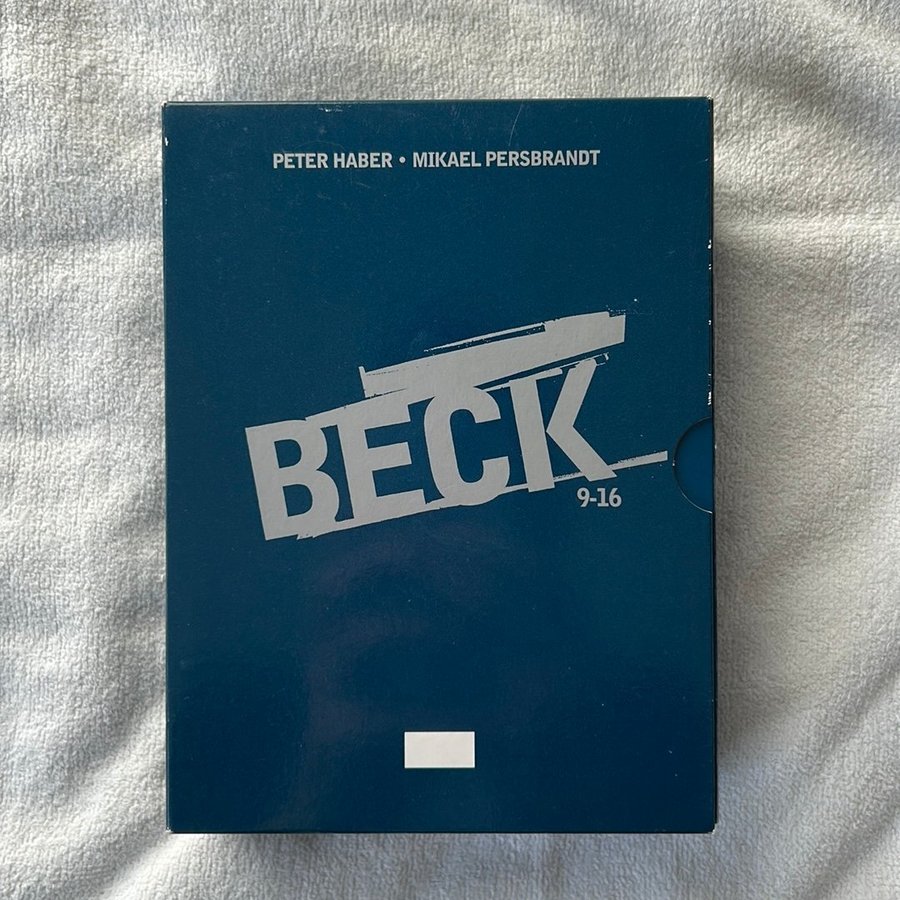 PETER HABER • MIKAEL PERSBRANDT
BECK
9-16